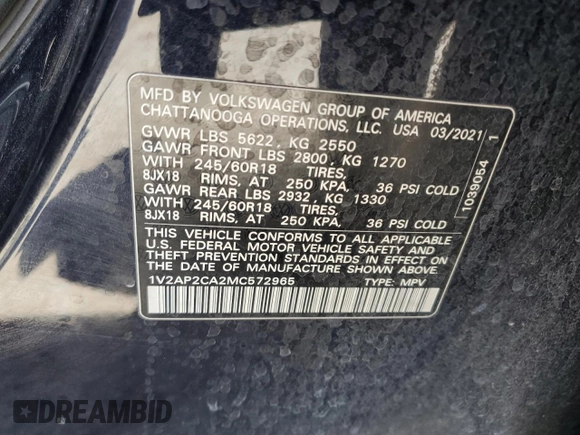 MFD BY VOLKSWAGEN GROUP OF AMERICA
CHATTANOOGA OPERATIONS, LLC. USA 03/2021
GVWR LBS 5622, KG 2550
GAWR FRONT LBS 2800, KG 1270
WITH 245/60R18 TIRES,
8JX18 RIMS, AT 250 KPA, 36 PSI COLD
GAWR REAR LBS 2932, KG 1330
WITH 245/60R18 TIRES,
8JX18 RIMS, AT 250 KPA, 36 PSI COLD
THIS VEHICLE CONFORMS TO ALL APPLICABLE
U.S. FEDERAL MOTOR VEHICLE SAFETY AND
THEFT PREVENTION STANDARDS IN EFFECT ON
THE DATE OF MANUFACTURE SHOWN ABOVE.
1V2AP2CA2MC572965 TYPE: MPV
1039054 1
DREAMBID